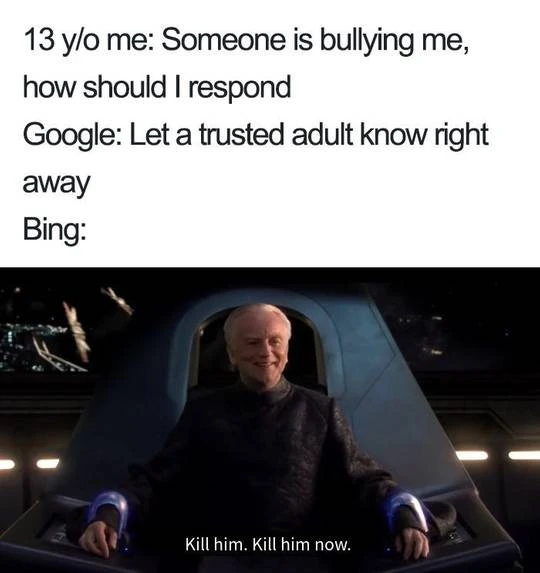 13 y/o me: Someone is bullying me,
how should I respond
Google: Let a trusted adult know right
away
Bing:
Kill him. Kill him now.